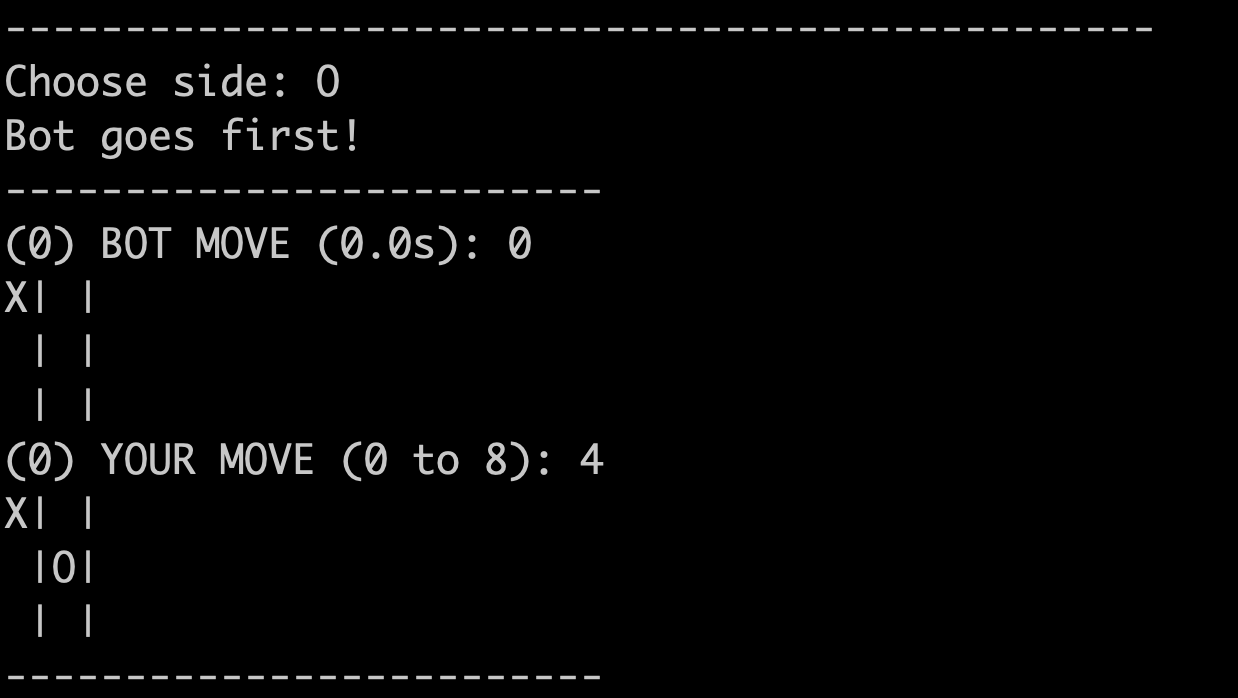 ------------------------------------------------
Choose side: O
Bot goes first!
-------------------------
(0) BOT MOVE (0.0s): 0
X| |
 | |
 | |
(0) YOUR MOVE (0 to 8): 4
X| |
 |O|
 | |
-------------------------